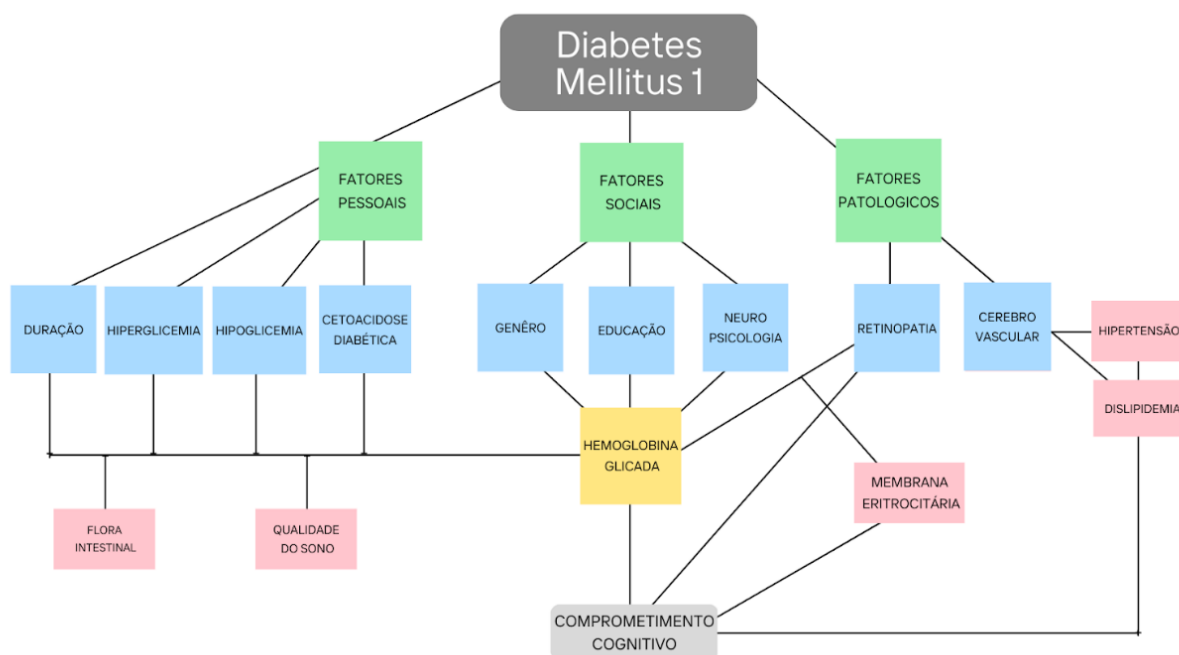 Diabetes
Mellitus 1
FATORES
PESSOAIS
FATORES
SOCIAIS
FATORES
PATOLOGICOS
DURAÇÃO
HIPERGLICEMIA
HIPOGLICEMIA
CETOACIDOSE
DIABÉTICA
GENÊRO
EDUCAÇÃO
NEURO
PSICOLOGIA
RETINOPATIA
CEREBRO
VASCULAR
HIPERTENSÃO
DISLIPIDEMIA
HEMOGLOBINA
GLICADA
MEMBRANA
ERITROCITÁRIA
FLORA
INTESTINAL
QUALIDADE
DO SONO
COMPROMETIMENTO
COGNITIVO